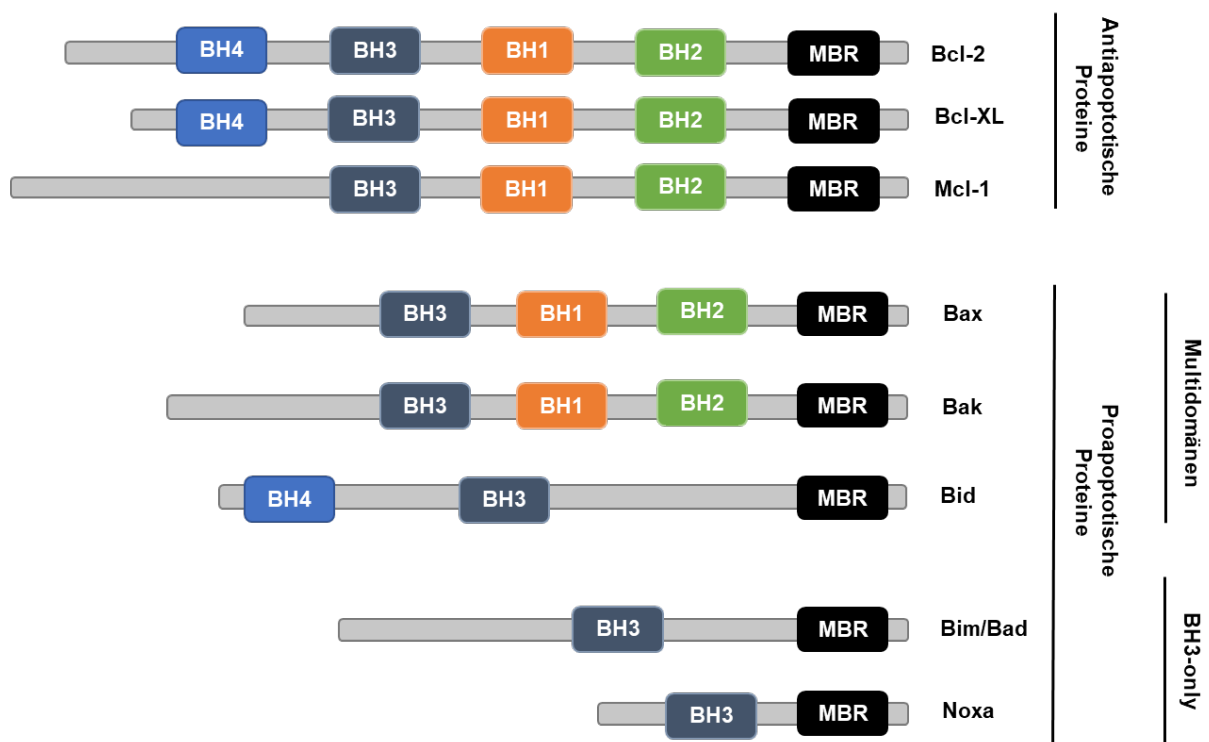 BH4 BH3 BH1 BH2 MBR Bcl-2
BH4 BH3 BH1 BH2 MBR Bcl-XL
BH3 BH1 BH2 MBR Mcl-1
Antiapoptotische
Proteine
BH3 BH1 BH2 MBR Bax
BH3 BH1 BH2 MBR Bak
BH4 BH3 MBR Bid
BH3 MBR Bim/Bad
BH3 MBR Noxa
Proapoptotische
Proteine
Multidomänen
BH3-only